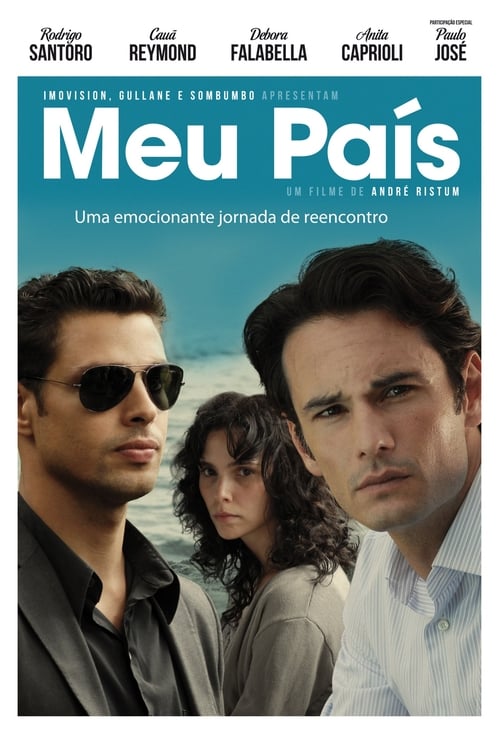 Rodrigo SANTORO
Cauã REYMOND
Debora FALABELLA
Anita CAPRIOLI
PARTICIPAÇÃO ESPECIAL
Paulo JOSÉ
IMOVISION, GULLANE E SOMBUMBO APRESENTAM
Meu País
UM FILME DE ANDRÉ RISTUM
Uma emocionante jornada de reencontro